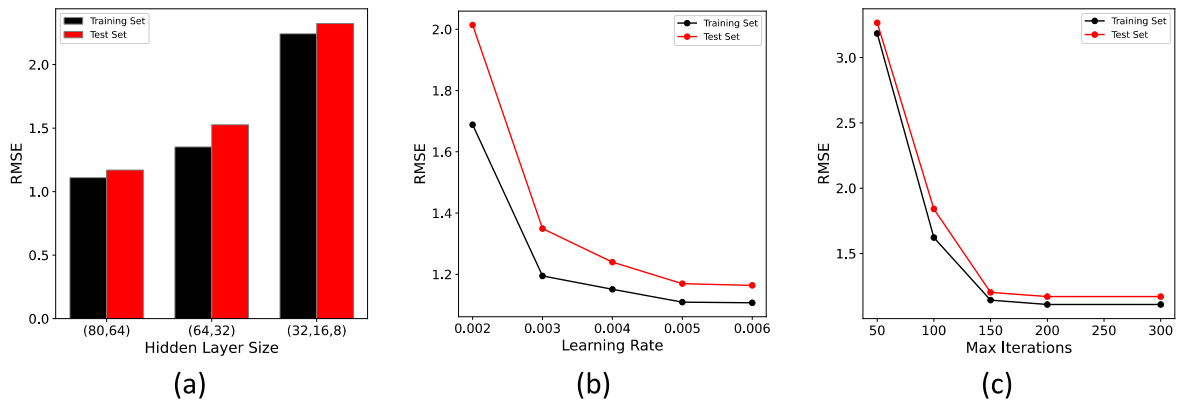 Training Set
Test Set
RMSE
2.0
1.5
1.0
0.5
0.0
(80,64) (64,32) (32,16,8)
Hidden Layer Size
(a)
Training Set
Test Set
RMSE
2.0
1.8
1.6
1.4
1.2
0.002 0.003 0.004 0.005 0.006
Learning Rate
(b)
Training Set
Test Set
RMSE
3.0
2.5
2.0
1.5
50 100 150 200 250 300
Max Iterations
(c)